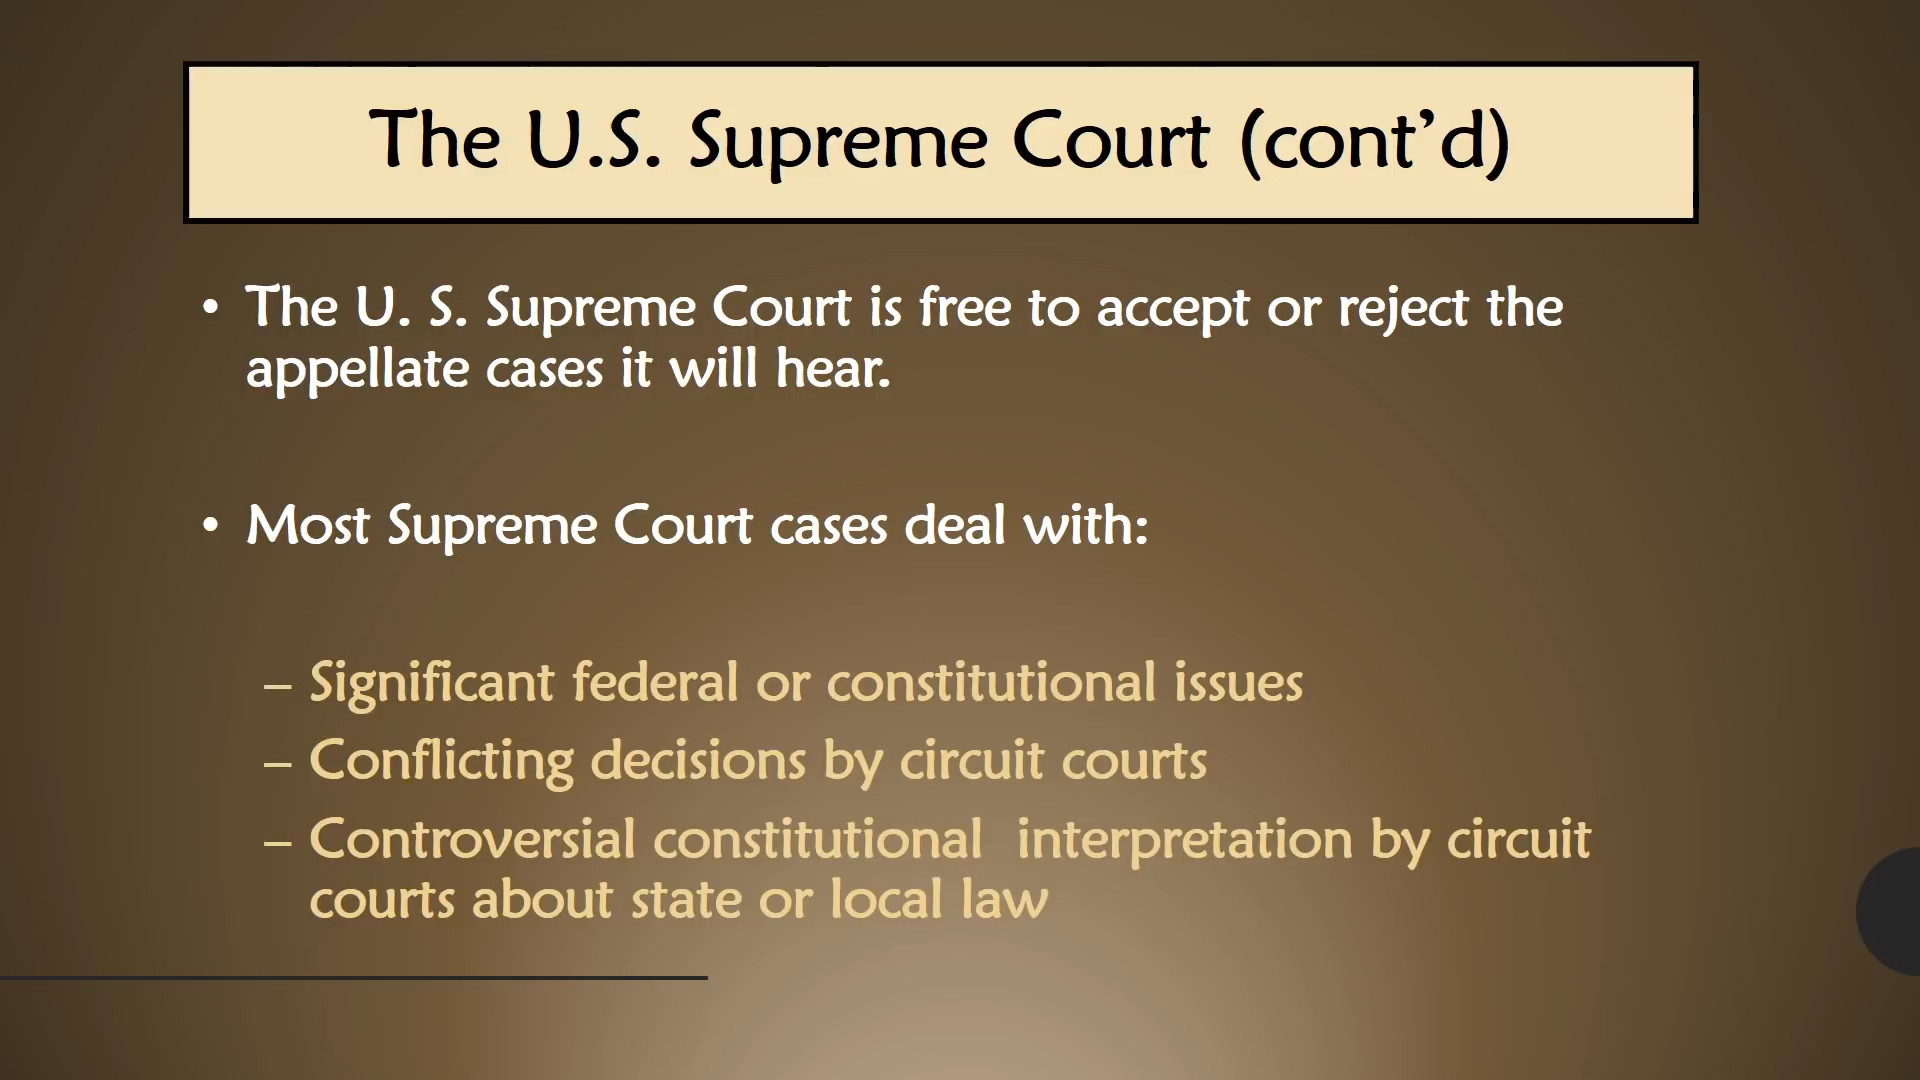 The U.S. Supreme Court (cont’d)
• The U. S. Supreme Court is free to accept or reject the
appellate cases it will hear.
• Most Supreme Court cases deal with:
– Significant federal or constitutional issues
– Conflicting decisions by circuit courts
– Controversial constitutional  interpretation by circuit
courts about state or local law